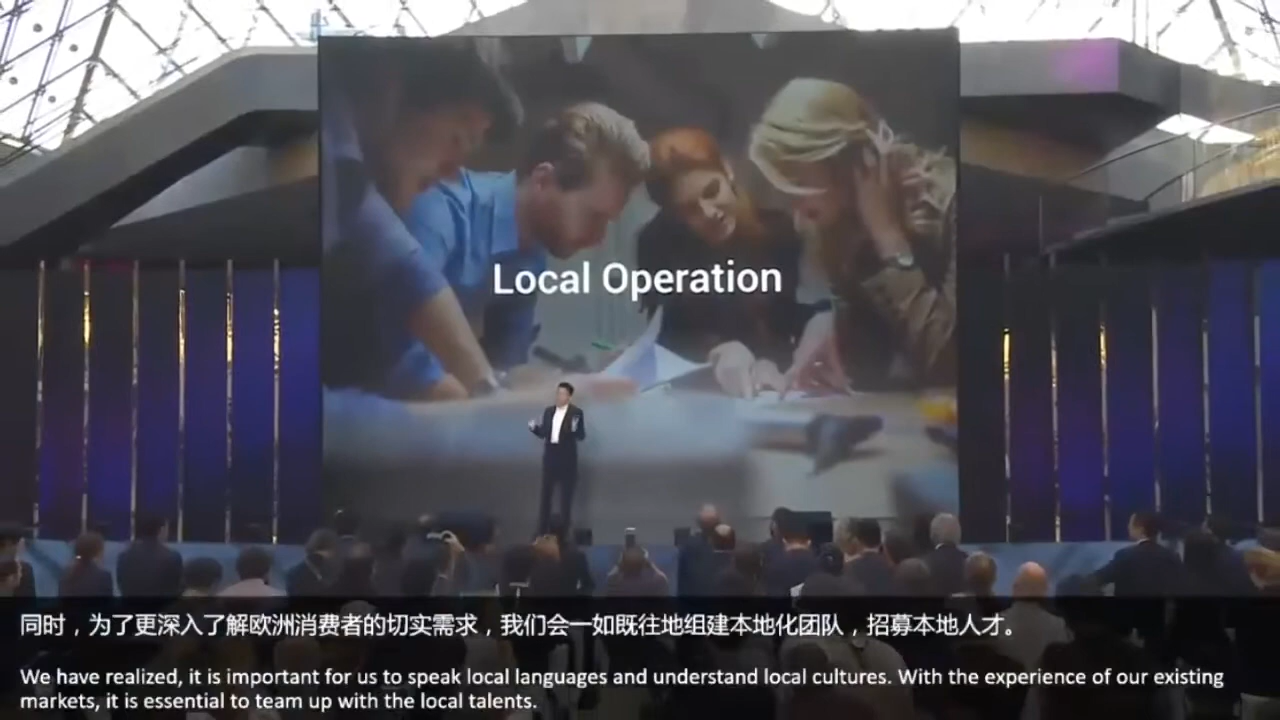 Local Operation
同时，为了更深入了解欧洲消费者的切实需求，我们会一如既往地组建本地化团队，招募本地人才。
We have realized, it is important for us to speak local languages and understand local cultures. With the experience of our existing
markets, it is essential to team up with the local talents.